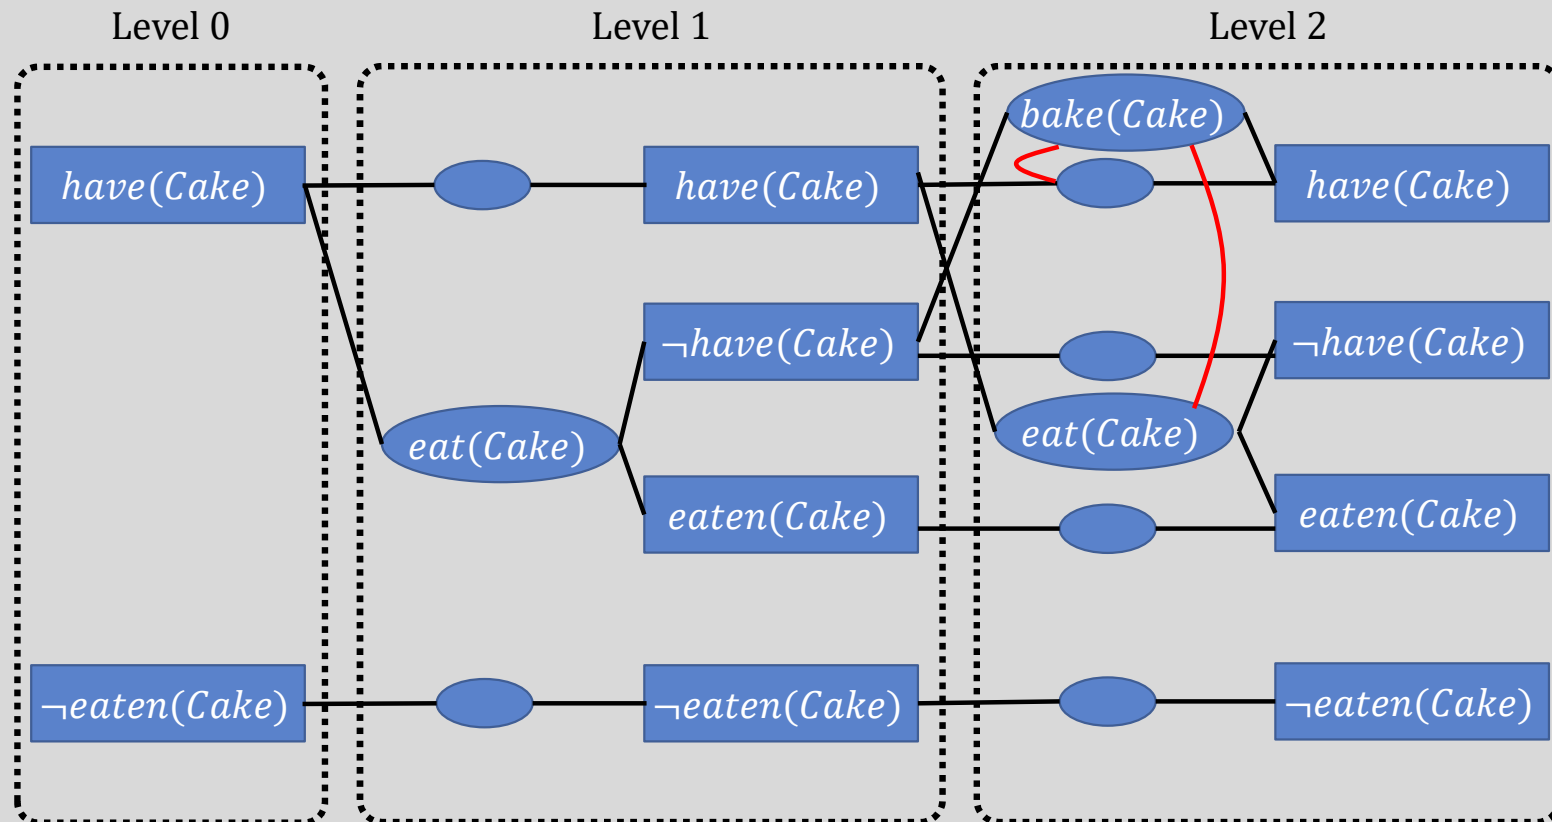 Level 0
Level 1
Level 2
bake(Cake)
have(Cake)
have(Cake)
have(Cake)
¬have(Cake)
¬have(Cake)
eat(Cake)
eat(Cake)
eaten(Cake)
eaten(Cake)
¬eaten(Cake)
¬eaten(Cake)
¬eaten(Cake)